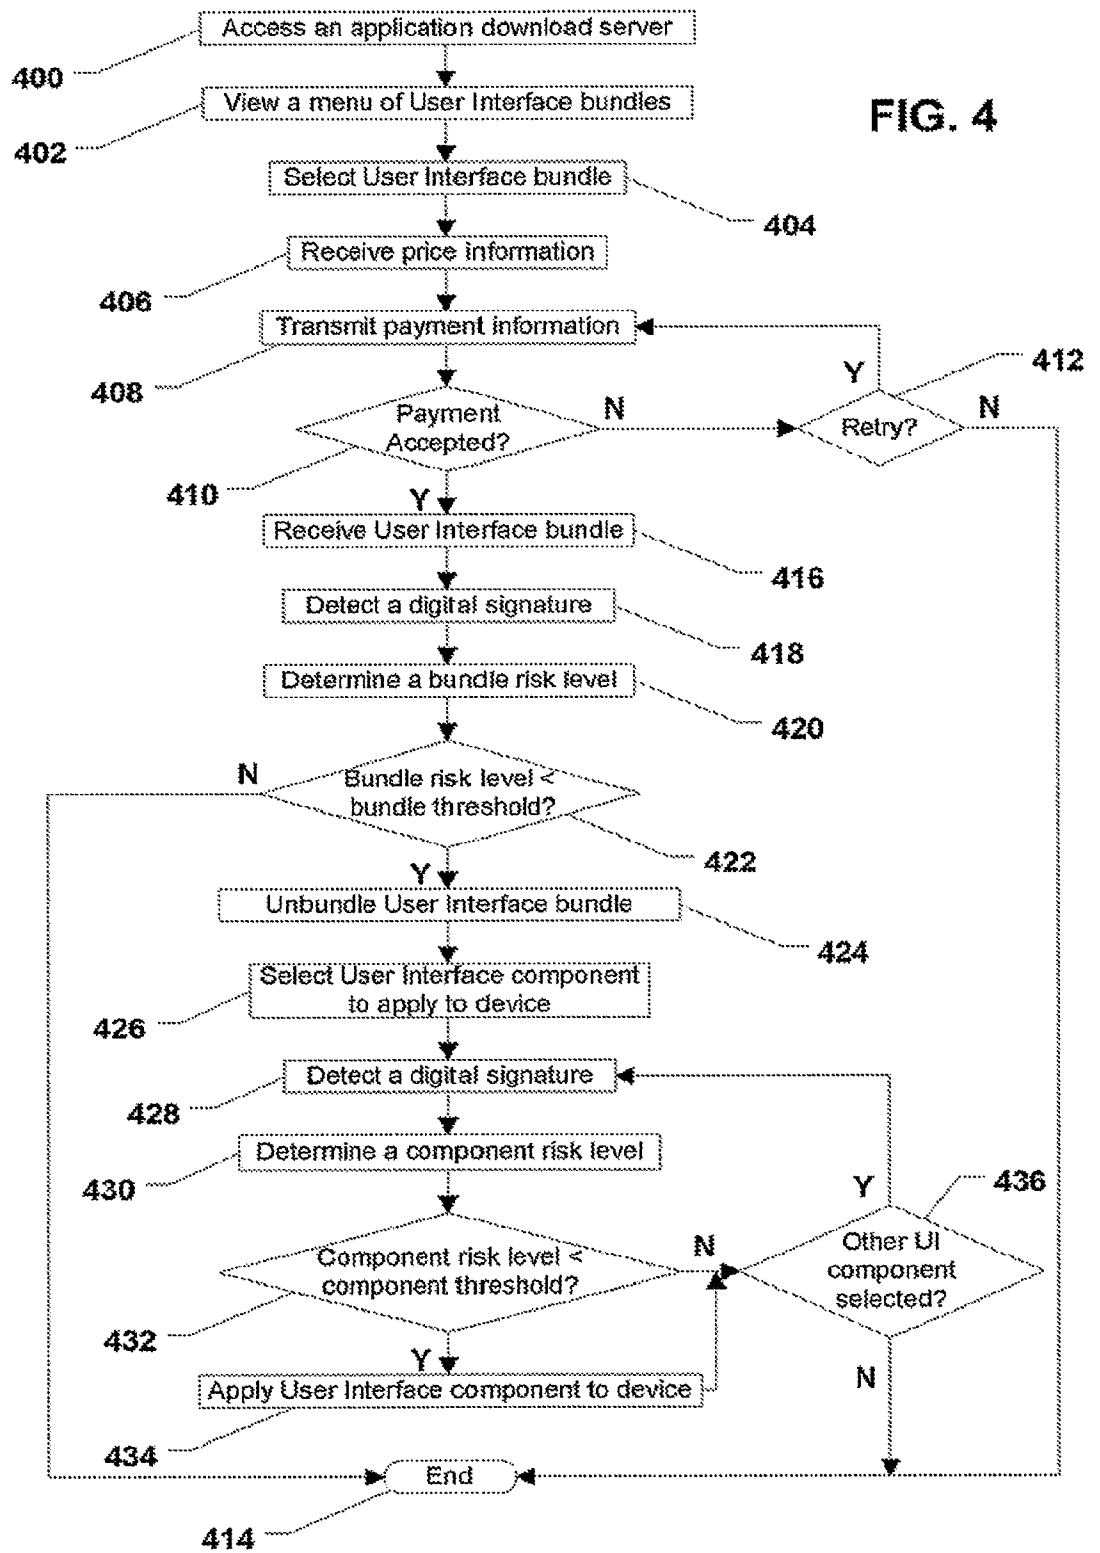 Access an application download server
400
View a menu of User Interface bundles
FIG. 4
402
Select User Interface bundle
404
Receive price information
406
Transmit payment information
408
412
Y
N
Payment
Accepted?
N
Retry?
410
Y
Receive User Interface bundle
416
Detect a digital signature
418
Determine a bundle risk level
420
N
Bundle risk level <
bundle threshold?
422
Y
Unbundle User Interface bundle
424
Select User Interface component
to apply to device
426
Detect a digital signature
428
Determine a component risk level
430
Y
436
Component risk level <
component threshold?
N
Other UI
component
selected?
432
Y
N
Apply User Interface component to device
434
End
414